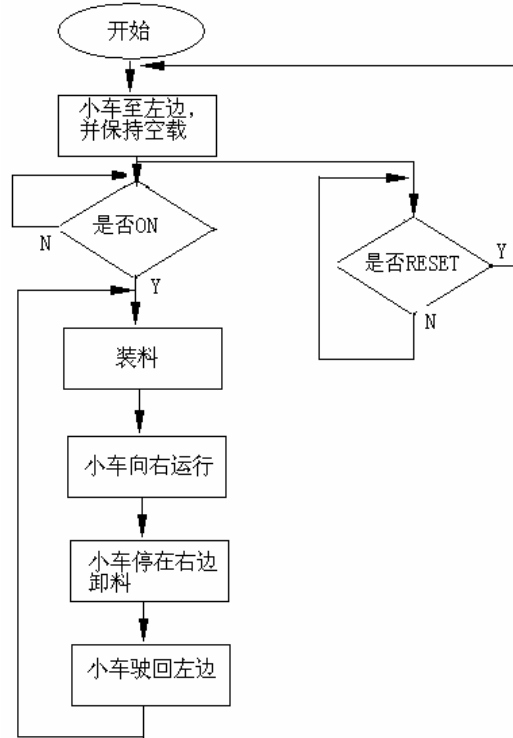 开始
小车至左边,
并保持空载
是否ON
N
Y
是否RESET
Y
N
装料
小车向右运行
小车停在右边
卸料
小车驶回左边